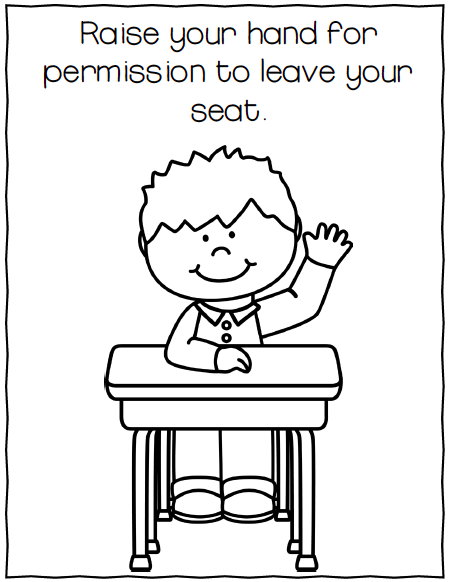 Raise your hand for
permission to leave your
seat.